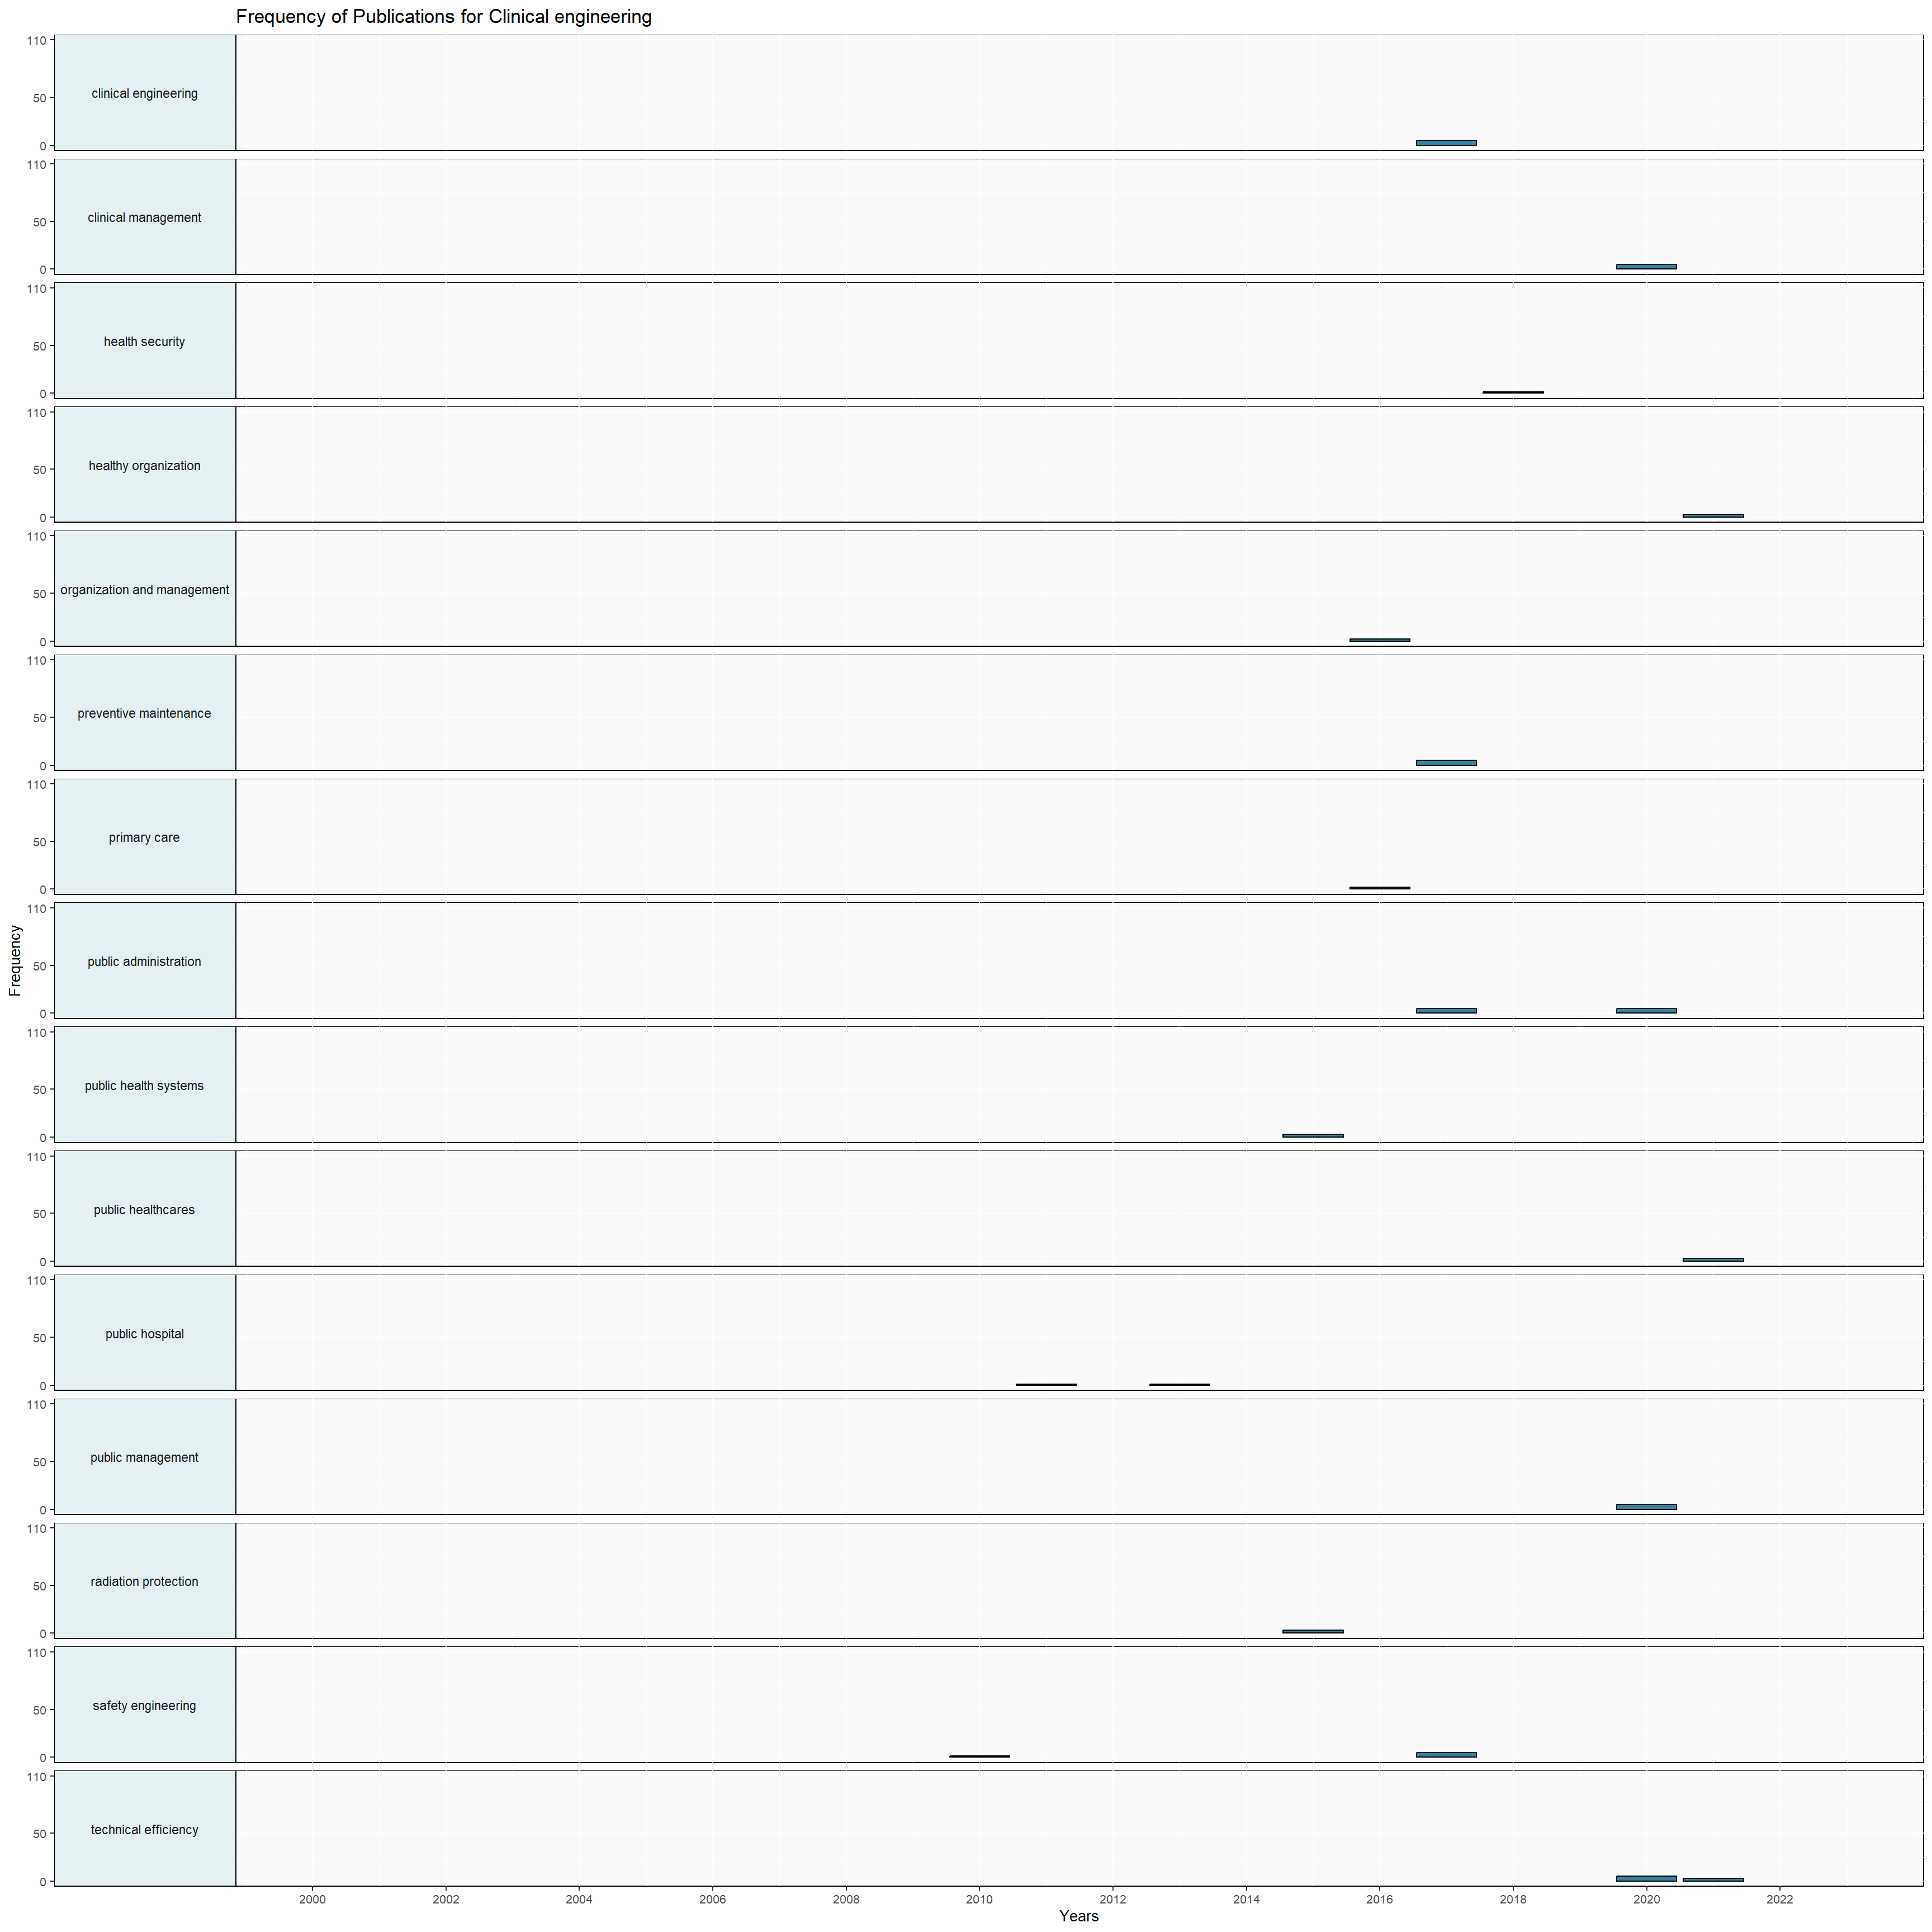 Frequency of Publications for Clinical engineering
110
clinical engineering
50
0
110
clinical management
50
0
110
health security
50
0
110
healthy organization
50
0
110
organization and management
50
0
110
preventive maintenance
50
0
110
primary care
50
0
110
public administration
50
0
Frequency
110
public health systems
50
0
110
public healthcares
50
0
110
public hospital
50
0
110
public management
50
0
110
radiation protection
50
0
110
safety engineering
50
0
110
technical efficiency
50
0
2000 2002 2004 2006 2008 2010 2012 2014 2016 2018 2020 2022
Years